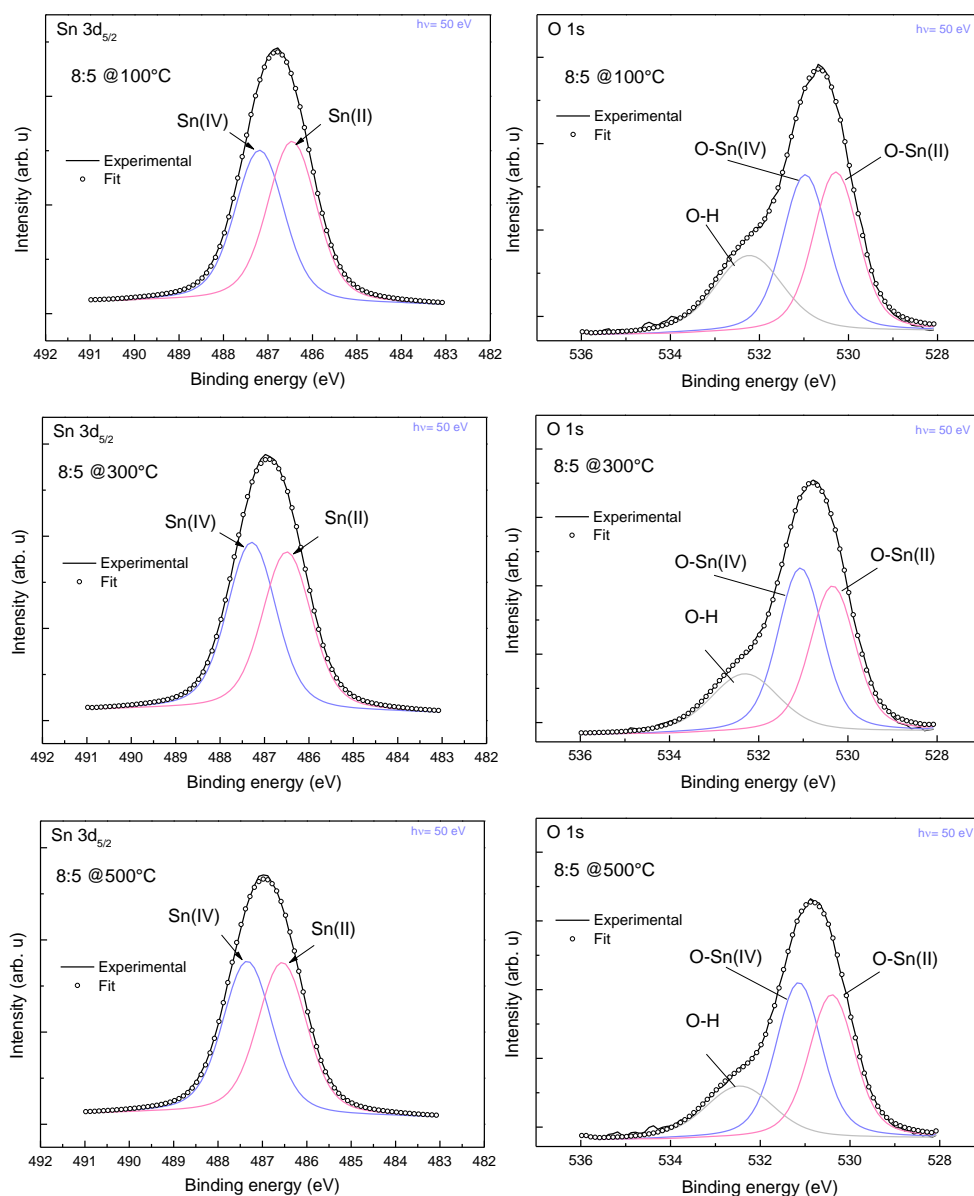 Sn 3d5/2
hν= 50 eV
8:5 @100°C
Sn(IV)
Sn(II)
Experimental
Fit
Intensity (arb. u)
492 491 490 489 488 487 486 485 484 483 482
Binding energy (eV)
O 1s
hν= 50 eV
8:5 @100°C
Experimental
Fit
O-Sn(IV)
O-Sn(II)
O-H
Intensity (arb. u)
536 534 532 530 528
Binding energy (eV)
Sn 3d5/2
hν= 50 eV
8:5 @300°C
Sn(IV)
Sn(II)
Experimental
Fit
Intensity (arb. u)
492 491 490 489 488 487 486 485 484 483 482
Binding energy (eV)
O 1s
hν= 50 eV
8:5 @300°C
Experimental
Fit
O-Sn(IV)
O-Sn(II)
O-H
Intensity (arb. u)
536 534 532 530 528
Binding energy (eV)
Sn 3d5/2
hν= 50 eV
8:5 @500°C
Sn(IV)
Sn(II)
Experimental
Fit
Intensity (arb. u)
492 491 490 489 488 487 486 485 484 483 482
Binding energy (eV)
O 1s
hν= 50 eV
8:5 @500°C
Experimental
Fit
O-Sn(IV)
O-Sn(II)
O-H
Intensity (arb. u)
536 534 532 530 528
Binding energy (eV)